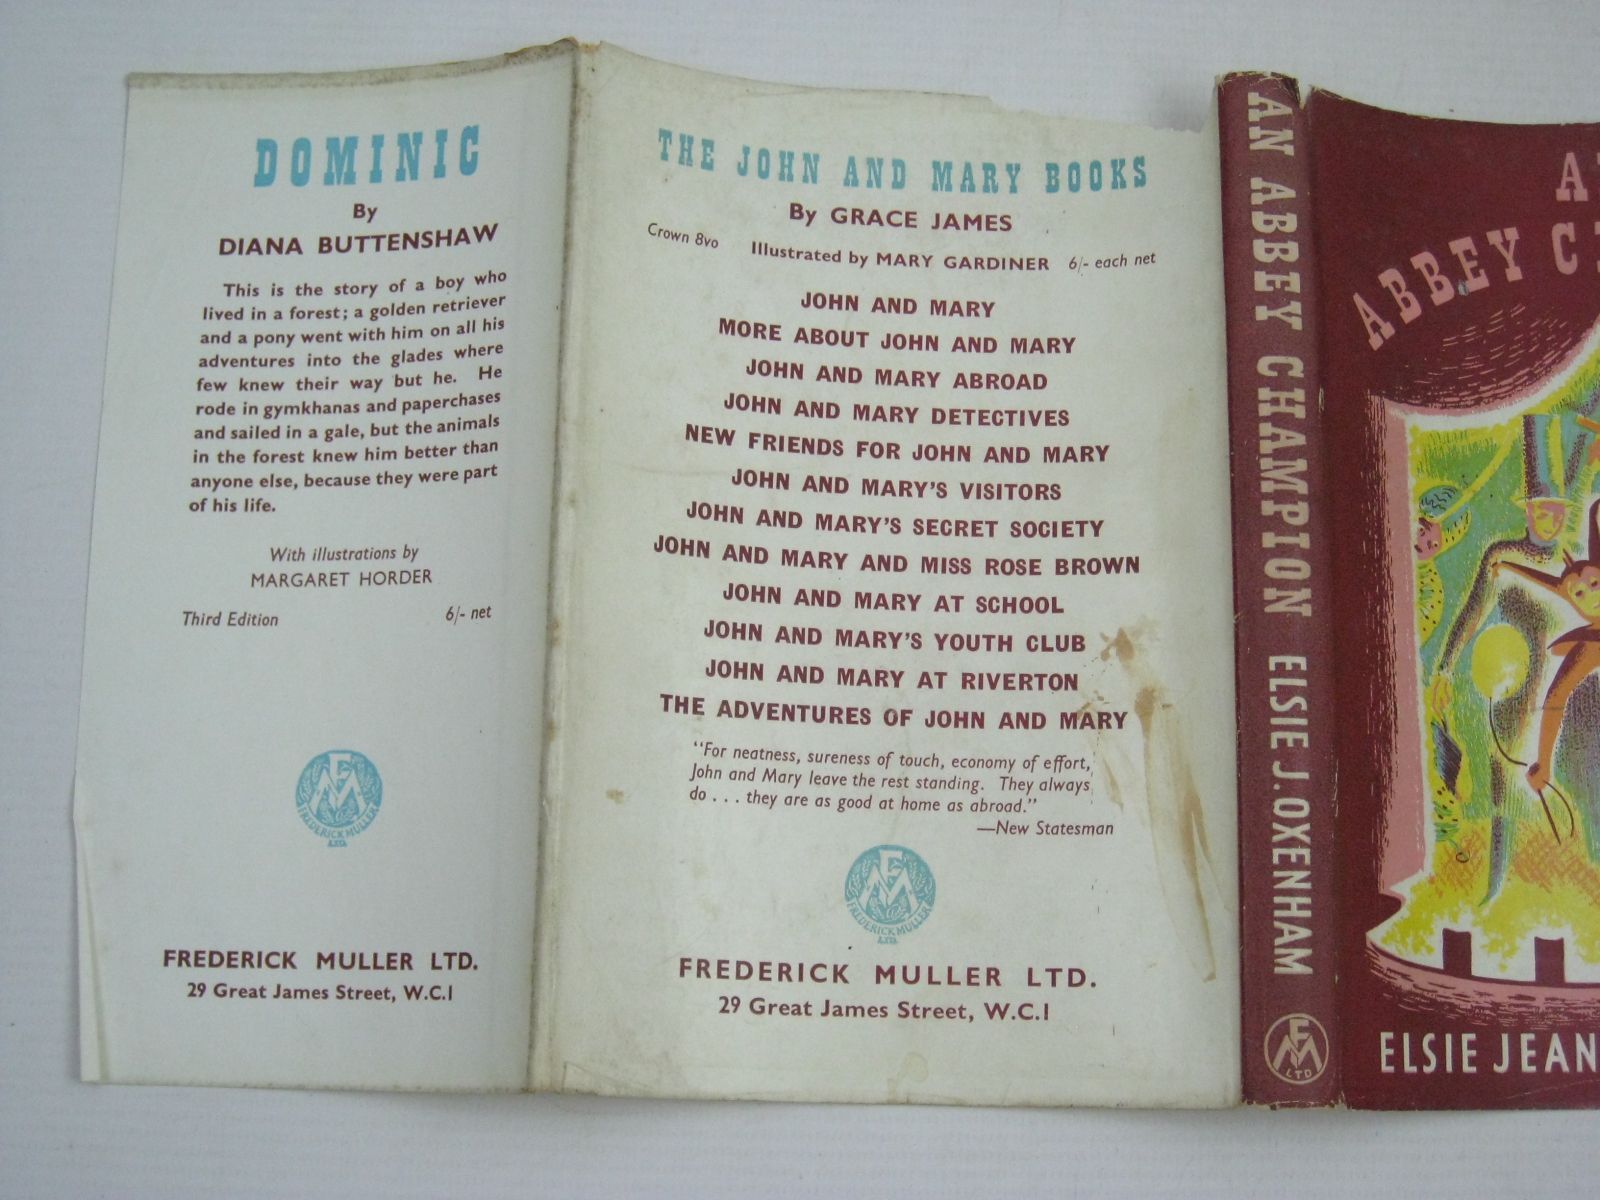 DOMINIC
By
DIANA BUTTENSHAW
This is the story of a boy who
lived in a forest; a golden retriever
and a pony went with him on all his
adventures into the glades where
few knew their way but he. He
rode in gymkhanas and paperchases
and sailed in a gale, but the animals
in the forest knew him better than
anyone else, because they were part
of his life.
With illustrations by
MARGARET HORDER
Third Edition 6/- net
FM
FREDERICK MULLER
LTD.
FREDERICK MULLER LTD.
29 Great James Street, W.C.1
THE JOHN AND MARY BOOKS
By GRACE JAMES
Crown 8vo Illustrated by MARY GARDINER 6/- each net
JOHN AND MARY
MORE ABOUT JOHN AND MARY
JOHN AND MARY ABROAD
JOHN AND MARY DETECTIVES
NEW FRIENDS FOR JOHN AND MARY
JOHN AND MARY'S VISITORS
JOHN AND MARY'S SECRET SOCIETY
JOHN AND MARY AND MISS ROSE BROWN
JOHN AND MARY AT SCHOOL
JOHN AND MARY'S YOUTH CLUB
JOHN AND MARY AT RIVERTON
THE ADVENTURES OF JOHN AND MARY
"For neatness, sureness of touch, economy of effort,
John and Mary leave the rest standing. They always
do . . . they are as good at home as abroad."
—New Statesman
FM
FREDERICK MULLER
LTD.
FREDERICK MULLER LTD.
29 Great James Street, W.C.1
AN ABBEY CHAMPION ELSIE J. OXENHAM
FM
LTD
A
ABBEY C
ELSIE JEAN